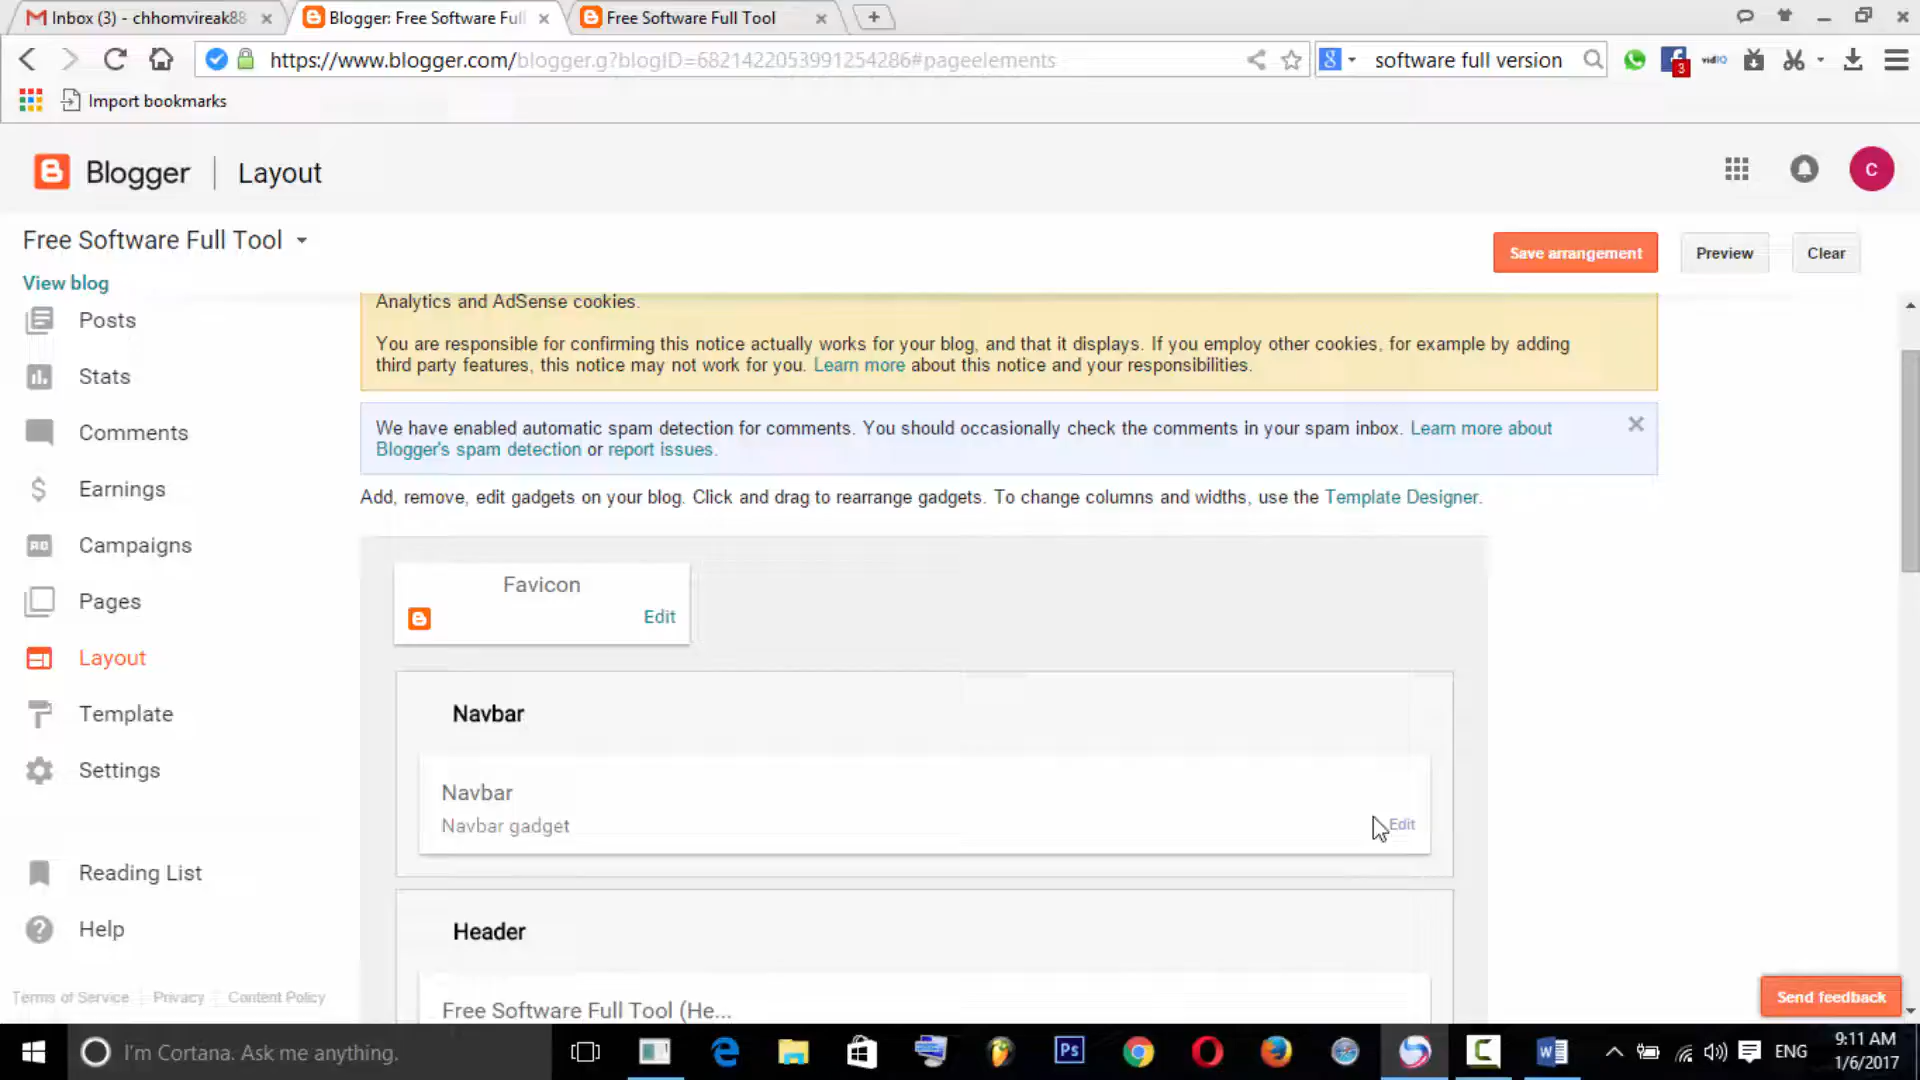 Inbox (3) - chhomvireak88
Blogger: Free Software Full
Free Software Full Tool
https://www.blogger.com/blogger.g?blogID=6821422053991254286#pageelements
software full version
3
vidIQ
Import bookmarks
Blogger
Layout
C
Free Software Full Tool
Save arrangement
Preview
Clear
View blog
Analytics and AdSense cookies.
You are responsible for confirming this notice actually works for your blog, and that it displays. If you employ other cookies, for example by adding
third party features, this notice may not work for you. Learn more about this notice and your responsibilities.
We have enabled automatic spam detection for comments. You should occasionally check the comments in your spam inbox. Learn more about
Blogger's spam detection or report issues.
Add, remove, edit gadgets on your blog. Click and drag to rearrange gadgets. To change columns and widths, use the Template Designer.
Posts
Stats
Comments
Earnings
Campaigns
Pages
Layout
Template
Settings
Reading List
Help
Terms of Service
Privacy
Content Policy
Favicon
Edit
Navbar
Navbar
Navbar gadget
Edit
Header
Free Software Full Tool (He...
Send feedback
I'm Cortana. Ask me anything.
Ps
ENG
9:11 AM
1/6/2017